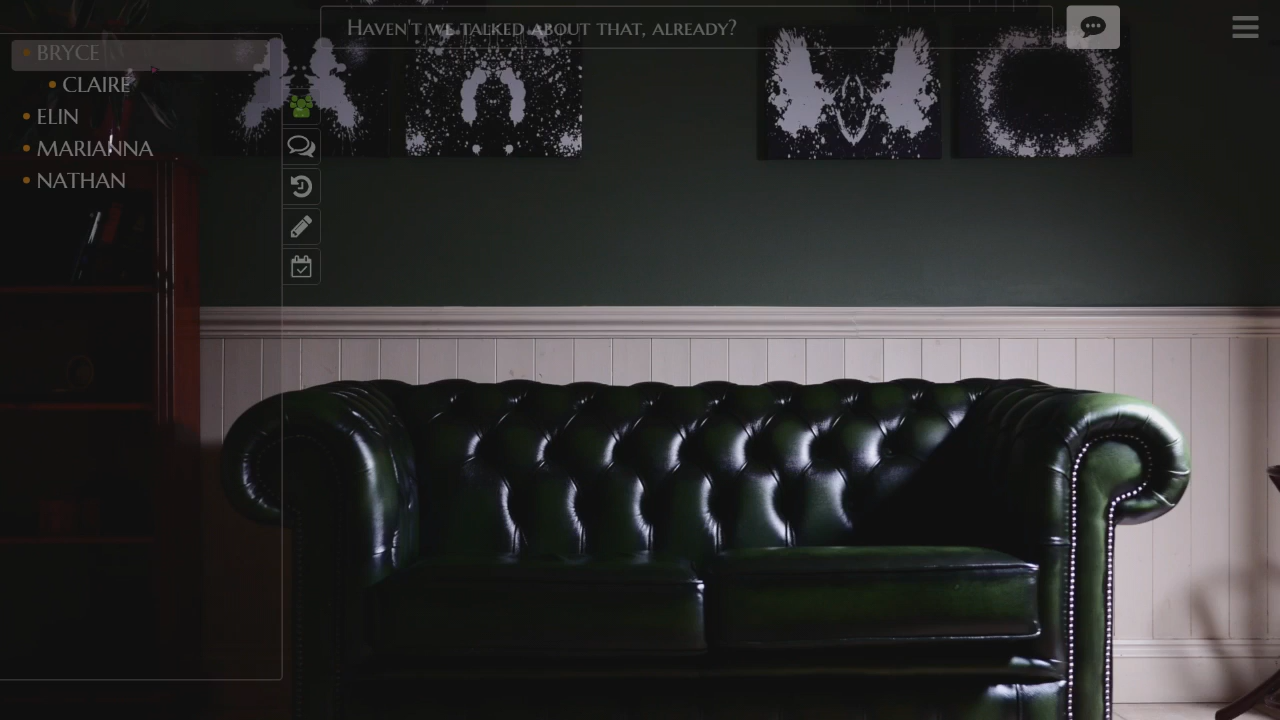 Haven't we talked about that, already?
BRYCE
CLAIRE
ELIN
MARIANNA
NATHAN